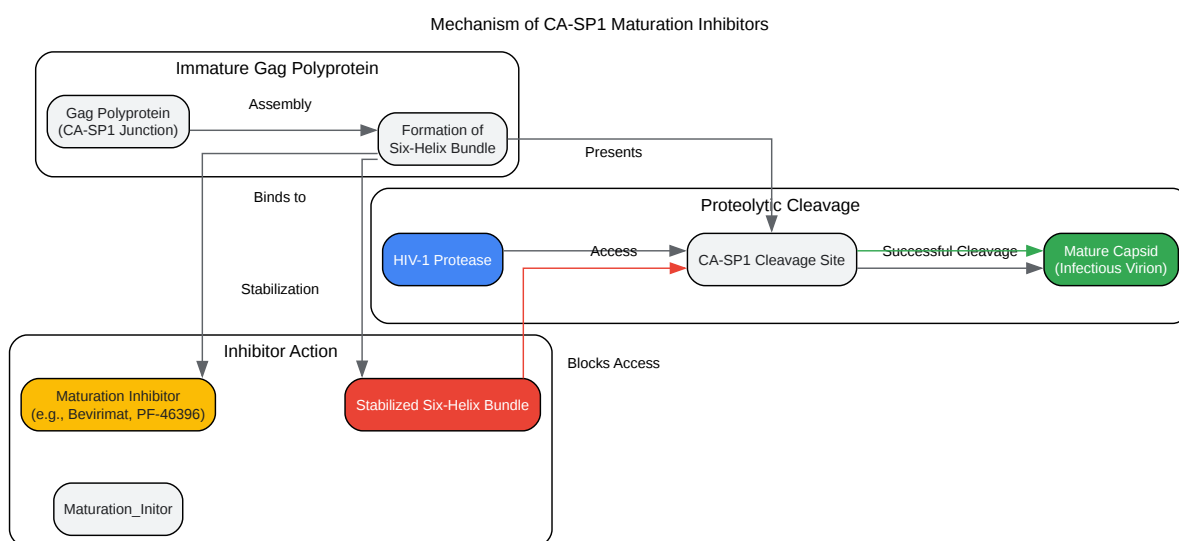 Mechanism of CA-SP1 Maturation Inhibitors
Immature Gag Polyprotein
Gag Polyprotein
(CA-SP1 Junction)
Assembly
Formation of
Six-Helix Bundle
Presents
Binds to
Stabilization
Proteolytic Cleavage
HIV-1 Protease
Access
CA-SP1 Cleavage Site
Successful Cleavage
Mature Capsid
(Infectious Virion)
Inhibitor Action
Blocks Access
Maturation Inhibitor
(e.g., Bevirimat, PF-46396)
Stabilized Six-Helix Bundle
Maturation_Initor